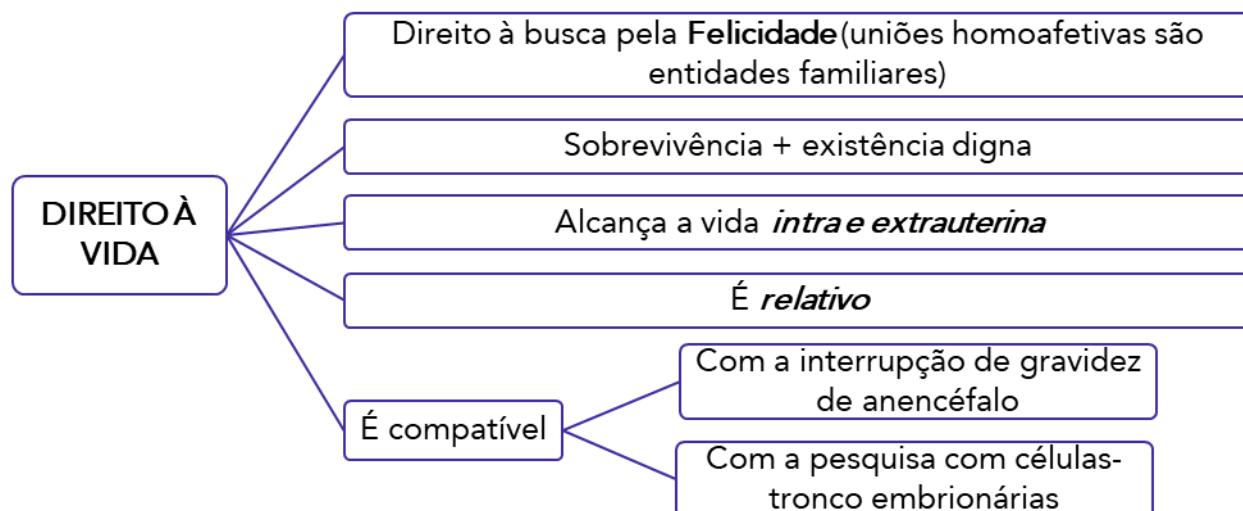 Direito à busca pela Felicidade (uniões homoafetivas são
entidades familiares)
Sobrevivência + existência digna
DIREITO À
VIDA
Alcança a vida intra e extrauterina
É relativo
É compatível
Com a interrupção de gravidez
de anencéfalo
Com a pesquisa com células-
tronco embrionárias